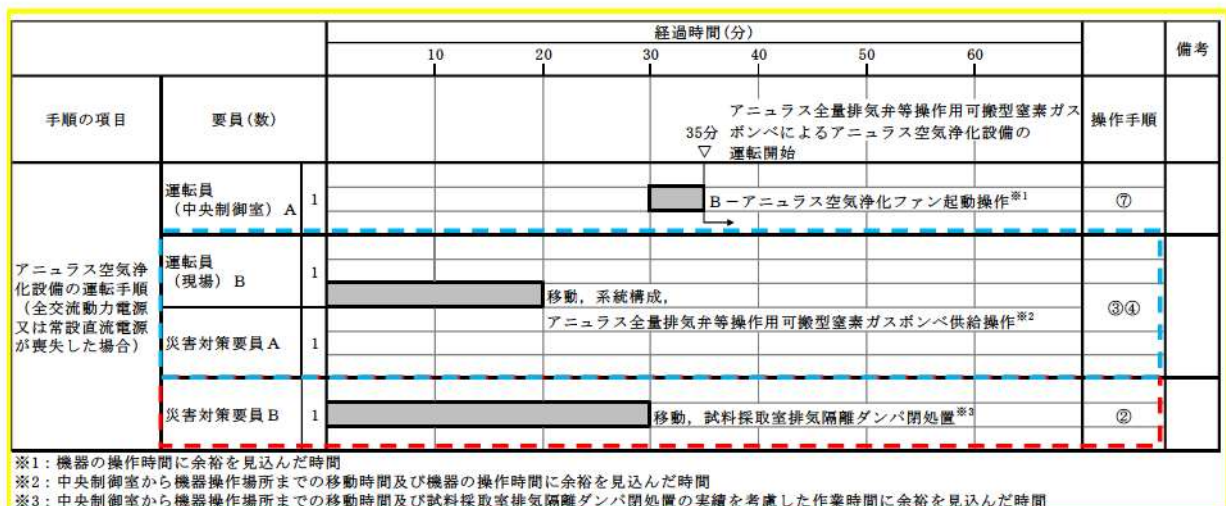 経過時間(分)
備考
10 20 30 40 50 60
手順の項目
要員(数)
アニュラス全量排気弁等操作用可搬型窒素ガス
35分 ボンベによるアニュラス空気浄化設備の
▽ 運転開始
操作手順
アニュラス空気浄
化設備の運転手順
(全交流動力電源
又は常設直流電源
が喪失した場合)
運転員
(中央制御室)A
1
B-アニュラス空気浄化ファン起動操作※1
⑦
運転員
(現場)B
1
移動,系統構成,
アニュラス全量排気弁等操作用可搬型窒素ガスボンベ供給操作※2
③④
災害対策要員A
1
災害対策要員B
1
移動,試料採取室排気隔離ダンパ閉処置※3
②
※1:機器の操作時間に余裕を見込んだ時間
※2:中央制御室から機器操作場所までの移動時間及び機器の操作時間に余裕を見込んだ時間
※3:中央制御室から機器操作場所までの移動時間及び試料採取室排気隔離ダンパ閉処置の実績を考慮した作業時間に余裕を見込んだ時間